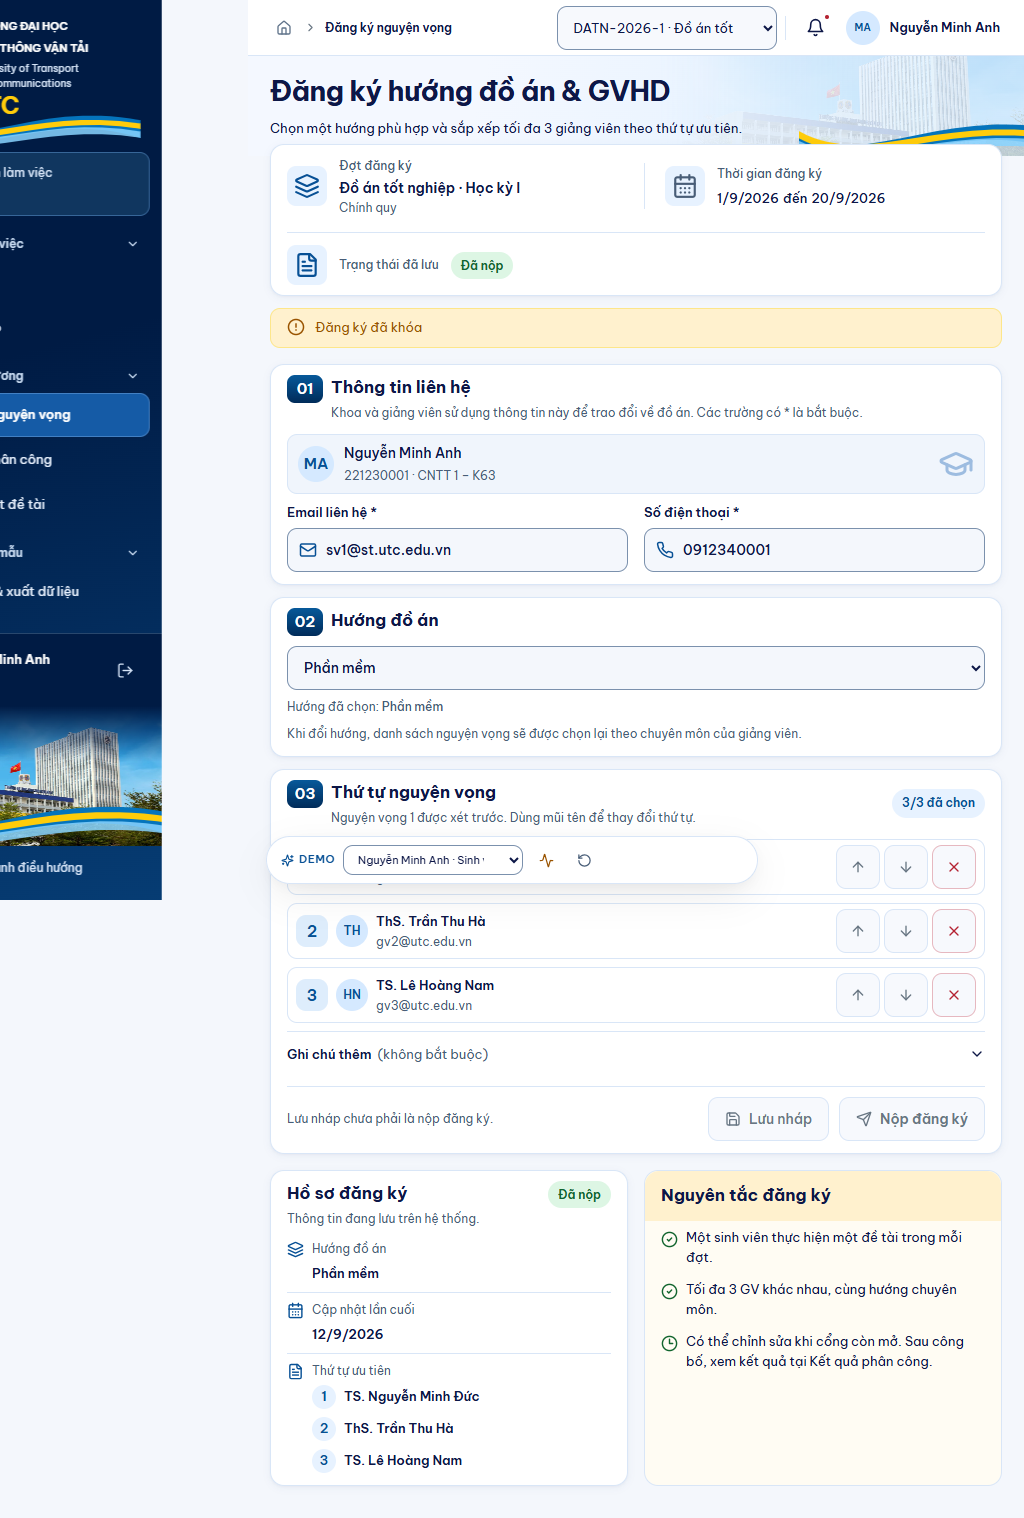 NG ĐẠI HỌC
THÔNG VẬN TẢI
sity of Transport
ommunications
TC
làm việc
việc
ương
guyện vọng
ân công
t đề tài
mẫu
& xuất dữ liệu
Minh Anh
nh điều hướng
Đăng ký nguyện vọng
DATN-2026-1 · Đồ án tốt
MA
Nguyễn Minh Anh
Đăng ký hướng đồ án & GVHD
Chọn một hướng phù hợp và sắp xếp tối đa 3 giảng viên theo thứ tự ưu tiên.
Đợt đăng ký
Đồ án tốt nghiệp · Học kỳ I
Chính quy
Thời gian đăng ký
1/9/2026 đến 20/9/2026
Trạng thái đã lưu
Đã nộp
Đăng ký đã khóa
01 Thông tin liên hệ
Khoa và giảng viên sử dụng thông tin này để trao đổi về đồ án. Các trường có * là bắt buộc.
MA
Nguyễn Minh Anh
221230001 · CNTT 1 – K63
Email liên hệ *
sv1@st.utc.edu.vn
Số điện thoại *
0912340001
02 Hướng đồ án
Phần mềm
Hướng đã chọn: Phần mềm
Khi đổi hướng, danh sách nguyện vọng sẽ được chọn lại theo chuyên môn của giảng viên.
03 Thứ tự nguyện vọng
Nguyện vọng 1 được xét trước. Dùng mũi tên để thay đổi thứ tự.
3/3 đã chọn
DEMO
Nguyễn Minh Anh · Sinh
2 TH
ThS. Trần Thu Hà
gv2@utc.edu.vn
3 HN
TS. Lê Hoàng Nam
gv3@utc.edu.vn
Ghi chú thêm (không bắt buộc)
Lưu nháp chưa phải là nộp đăng ký.
Lưu nháp
Nộp đăng ký
Hồ sơ đăng ký
Đã nộp
Thông tin đang lưu trên hệ thống.
Hướng đồ án
Phần mềm
Cập nhật lần cuối
12/9/2026
Thứ tự ưu tiên
1 TS. Nguyễn Minh Đức
2 ThS. Trần Thu Hà
3 TS. Lê Hoàng Nam
Nguyên tắc đăng ký
Một sinh viên thực hiện một đề tài trong mỗi
đợt.
Tối đa 3 GV khác nhau, cùng hướng chuyên
môn.
Có thể chỉnh sửa khi cổng còn mở. Sau công
bố, xem kết quả tại Kết quả phân công.